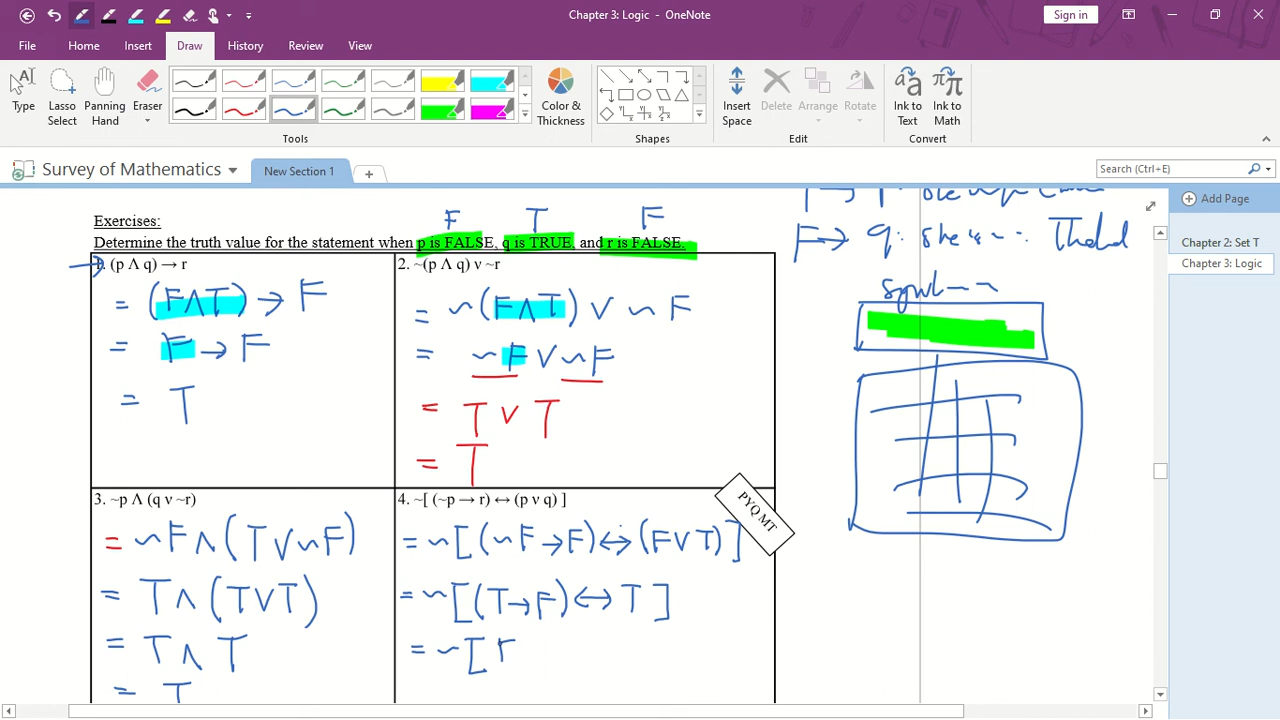 Chapter 3: Logic - OneNote
Sign in
File Home Insert Draw History Review View
Type
Lasso Select
Panning Hand
Eraser
Color & Thickness
Insert Space
Delete
Arrange
Rotate
Ink to Text
Ink to Math
Tools
Shapes
Edit
Convert
Survey of Mathematics
New Section 1
Search (Ctrl+E)
Add Page
Chapter 2: Set T
Chapter 3: Logic
Exercises:
F T F
Determine the truth value for the statement when p is FALSE, q is TRUE, and r is FALSE.
1. (p Λ q) → r
= (F Λ T) → F
= F → F
= T
2. ~(p Λ q) v ~r
= ~(F Λ T) V ~F
= ~F V ~F
= T V T
= T
3. ~p Λ (q v ~r)
= ~F Λ (T V ~F)
= T Λ (T V T)
= T Λ T
= T
4. ~[ (~p → r) ↔ (p v q) ]
PYQ MT
= ~[(~F → F) ↔ (F V T)]
= ~[(T → F) ↔ T ]
= ~[
F → q: